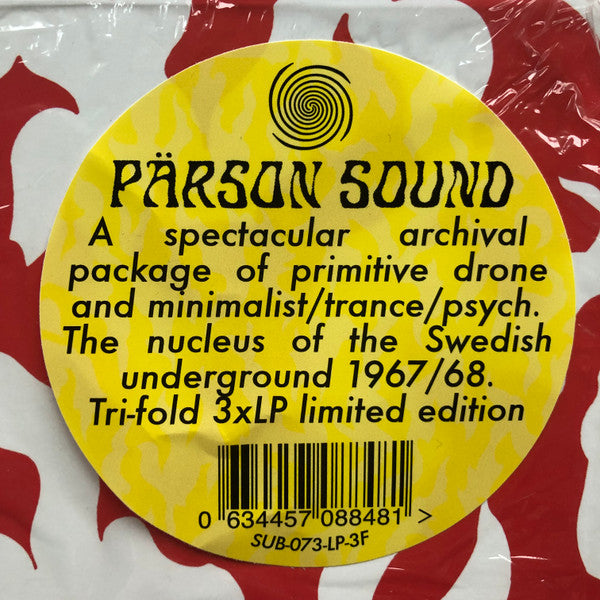 PÄRSON SOUND
A spectacular archival
package of primitive drone
and minimalist/trance/psych.
The nucleus of the Swedish
underground 1967/68.
Tri-fold 3xLP limited edition
0 634457 088481 >
SUB-073-LP-3F